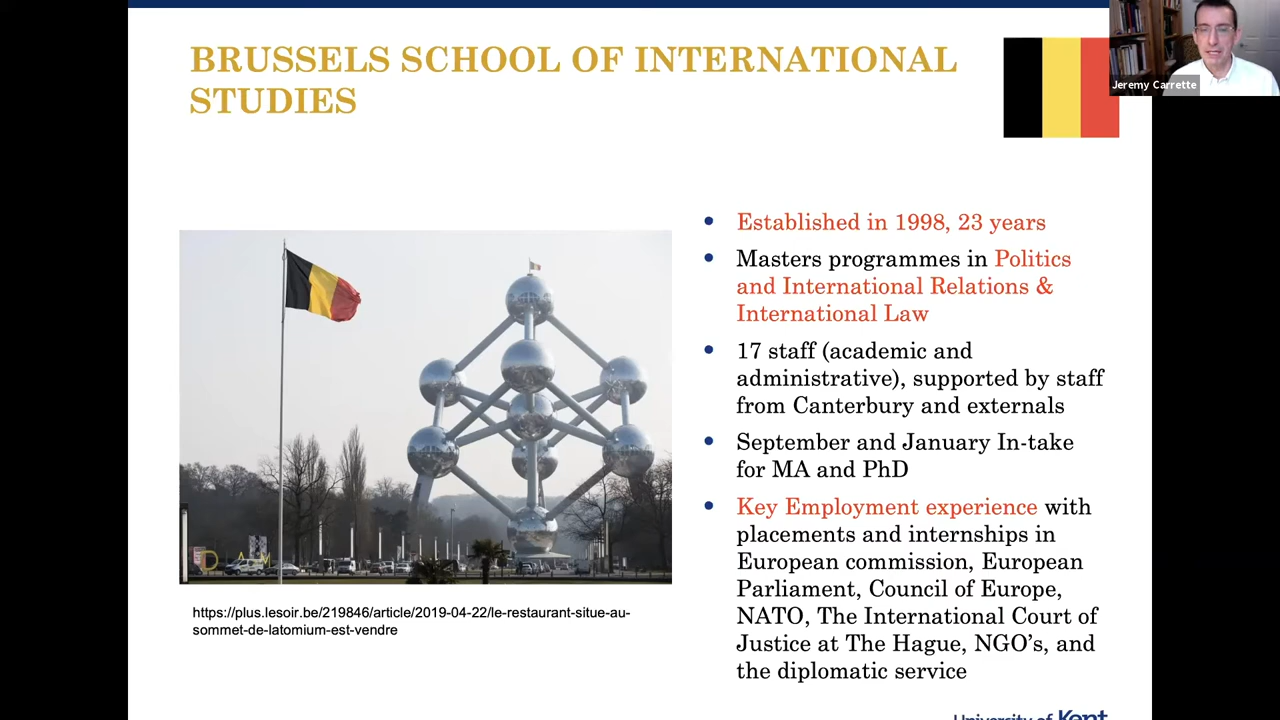 BRUSSELS SCHOOL OF INTERNATIONAL
STUDIES
Jeremy Carrette
Established in 1998, 23 years
Masters programmes in Politics
and International Relations &
International Law
17 staff (academic and
administrative), supported by staff
from Canterbury and externals
September and January In-take
for MA and PhD
Key Employment experience with
placements and internships in
European commission, European
Parliament, Council of Europe,
NATO, The International Court of
Justice at The Hague, NGO's, and
the diplomatic service
https://plus.lesoir.be/219846/article/2019-04-22/le-restaurant-situe-au-
sommet-de-latomium-est-vendre
University of Kent